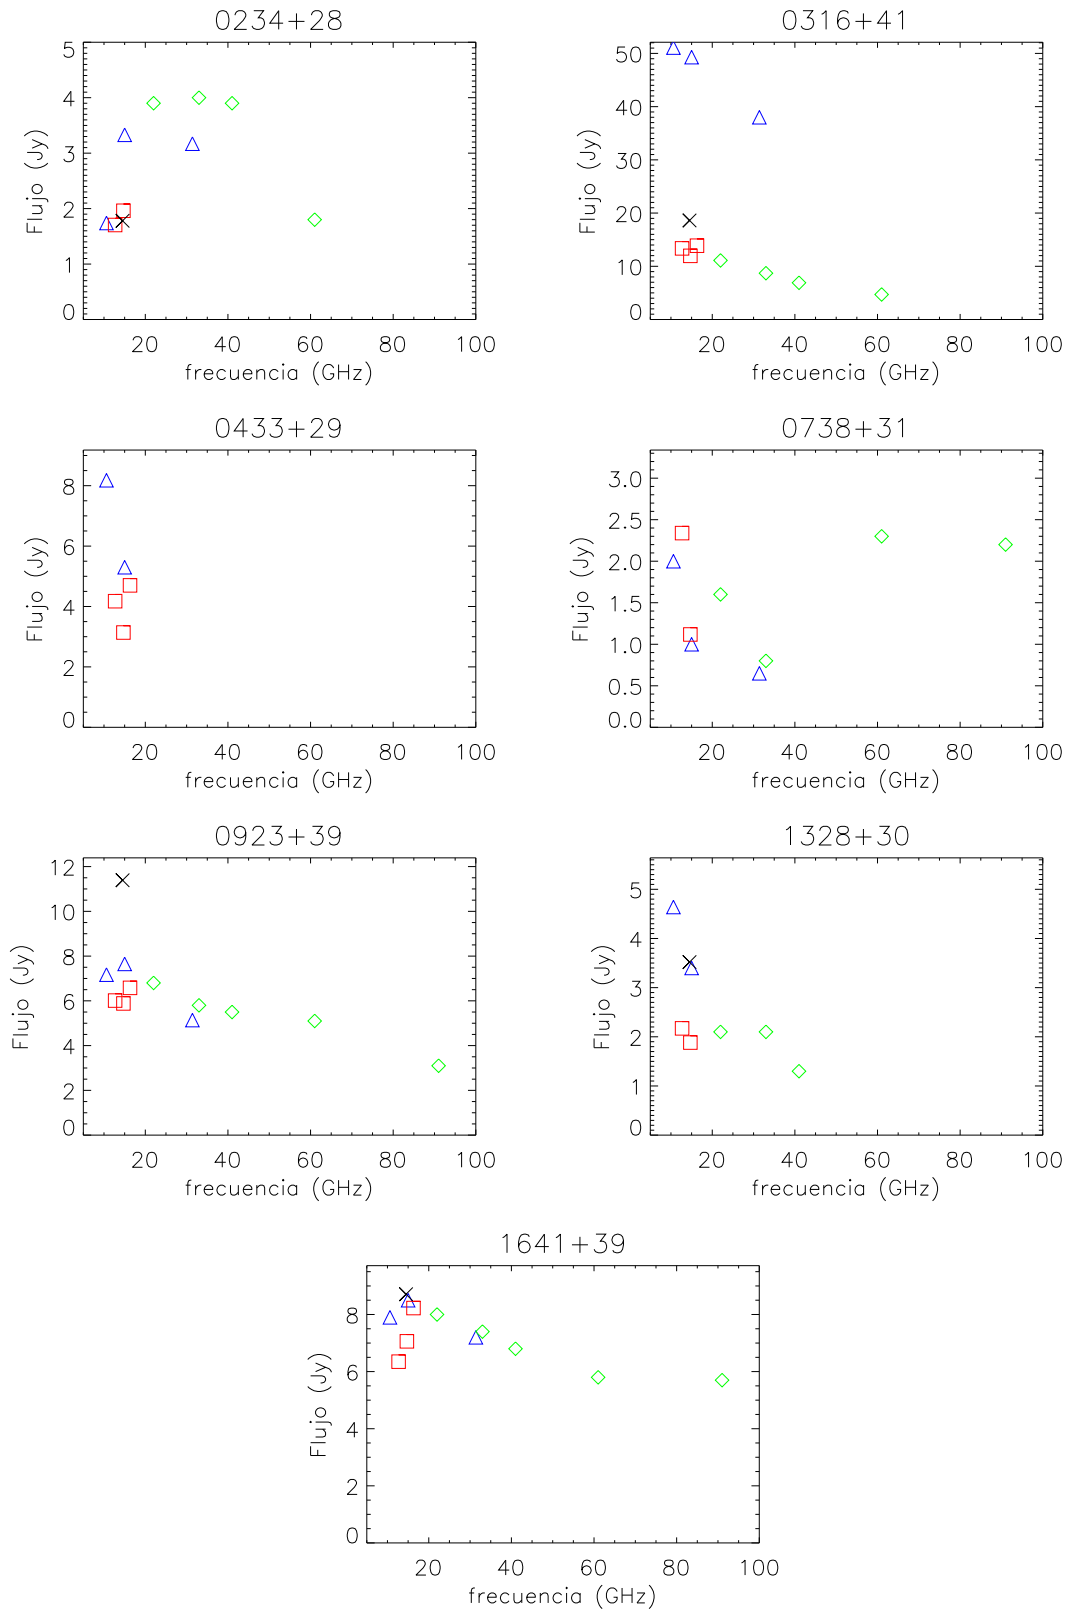 0234+28
5
4
3
2
1
0
Flujo (Jy)
20 40 60 80 100
frecuencia (GHz)
0316+41
50
40
30
20
10
0
Flujo (Jy)
20 40 60 80 100
frecuencia (GHz)
0433+29
8
6
4
2
0
Flujo (Jy)
20 40 60 80 100
frecuencia (GHz)
0738+31
3.0
2.5
2.0
1.5
1.0
0.5
0.0
Flujo (Jy)
20 40 60 80 100
frecuencia (GHz)
0923+39
12
10
8
6
4
2
0
Flujo (Jy)
20 40 60 80 100
frecuencia (GHz)
1328+30
5
4
3
2
1
0
Flujo (Jy)
20 40 60 80 100
frecuencia (GHz)
1641+39
8
6
4
2
0
Flujo (Jy)
20 40 60 80 100
frecuencia (GHz)